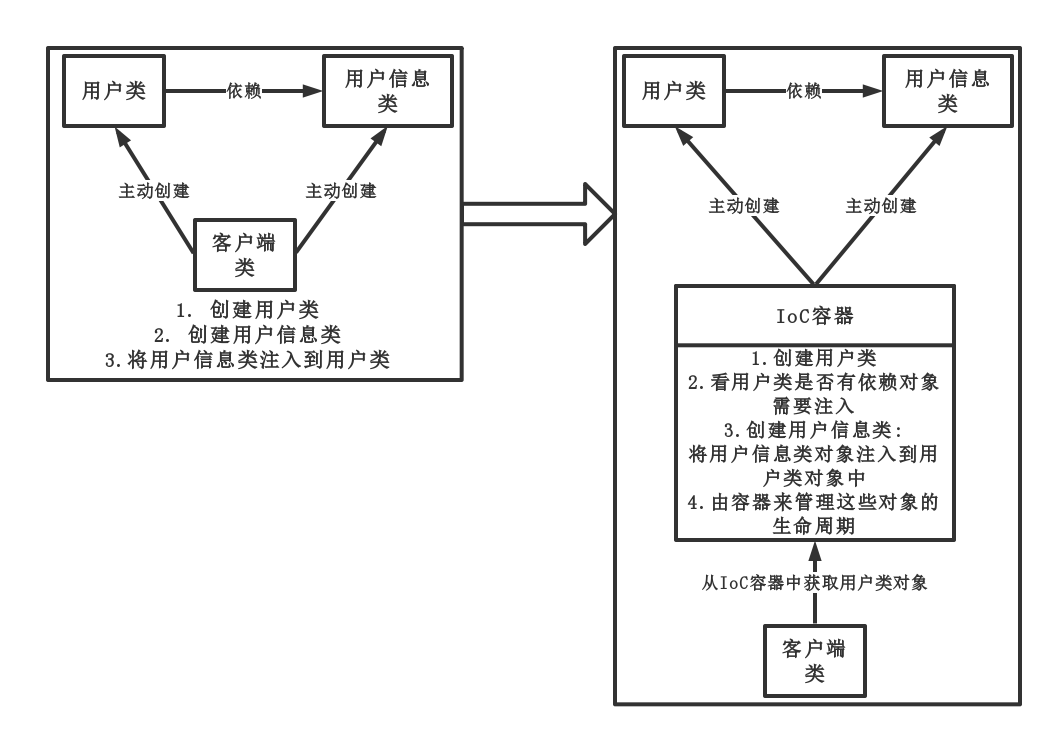 用户类
依赖
用户信息
类
主动创建
主动创建
客户端
类
1. 创建用户类
2. 创建用户信息类
3.将用户信息类注入到用户类
用户类
依赖
用户信息
类
主动创建
主动创建
IoC容器
1.创建用户类
2.看用户类是否有依赖对象
需要注入
3.创建用户信息类:
将用户信息类对象注入到用
户类对象中
4.由容器来管理这些对象的
生命周期
从IoC容器中获取用户类对象
客户端
类